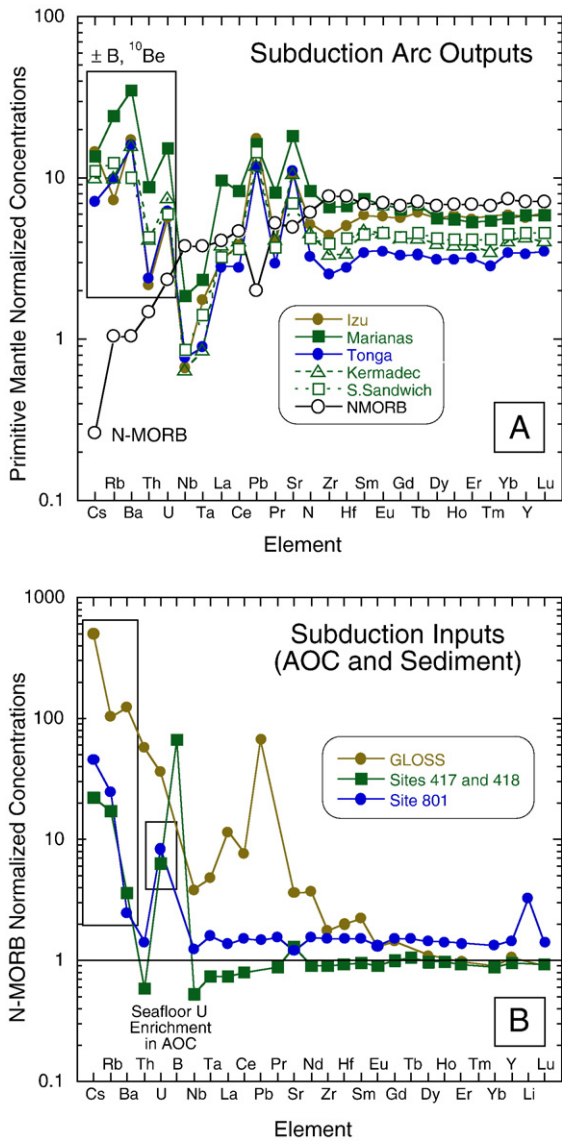 100
± B, ¹⁰Be
Subduction Arc Outputs
10
Primitive Mantle Normalized Concentrations
1
Izu
Marianas
Tonga
Kermadec
S.Sandwich
NMORB
N-MORB
A
0.1
Rb Th Nb La Pb Sr Zr Sm Gd Dy Er Yb Lu
Cs Ba U Ta Ce Pr N Hf Eu Tb Ho Tm Y
Element
1000
Subduction Inputs
(AOC and Sediment)
N-MORB Normalized Concentrations
100
GLOSS
Sites 417 and 418
Site 801
10
1
Seafloor U
Enrichment
in AOC
B
0.1
Rb Th B Ta Ce Pr Nd Hf Eu Tb Ho Tm Y Lu
Cs Ba U Nb La Pb Sr Zr Sm Gd Dy Er Yb Li
Element